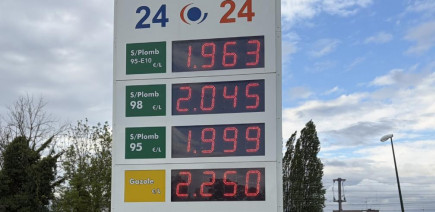 24 24
S/Plomb
95-E10 €/L 1.963
S/Plomb
98 €/L 2.045
S/Plomb
95 €/L 1.999
Gazole
€/L 2.250